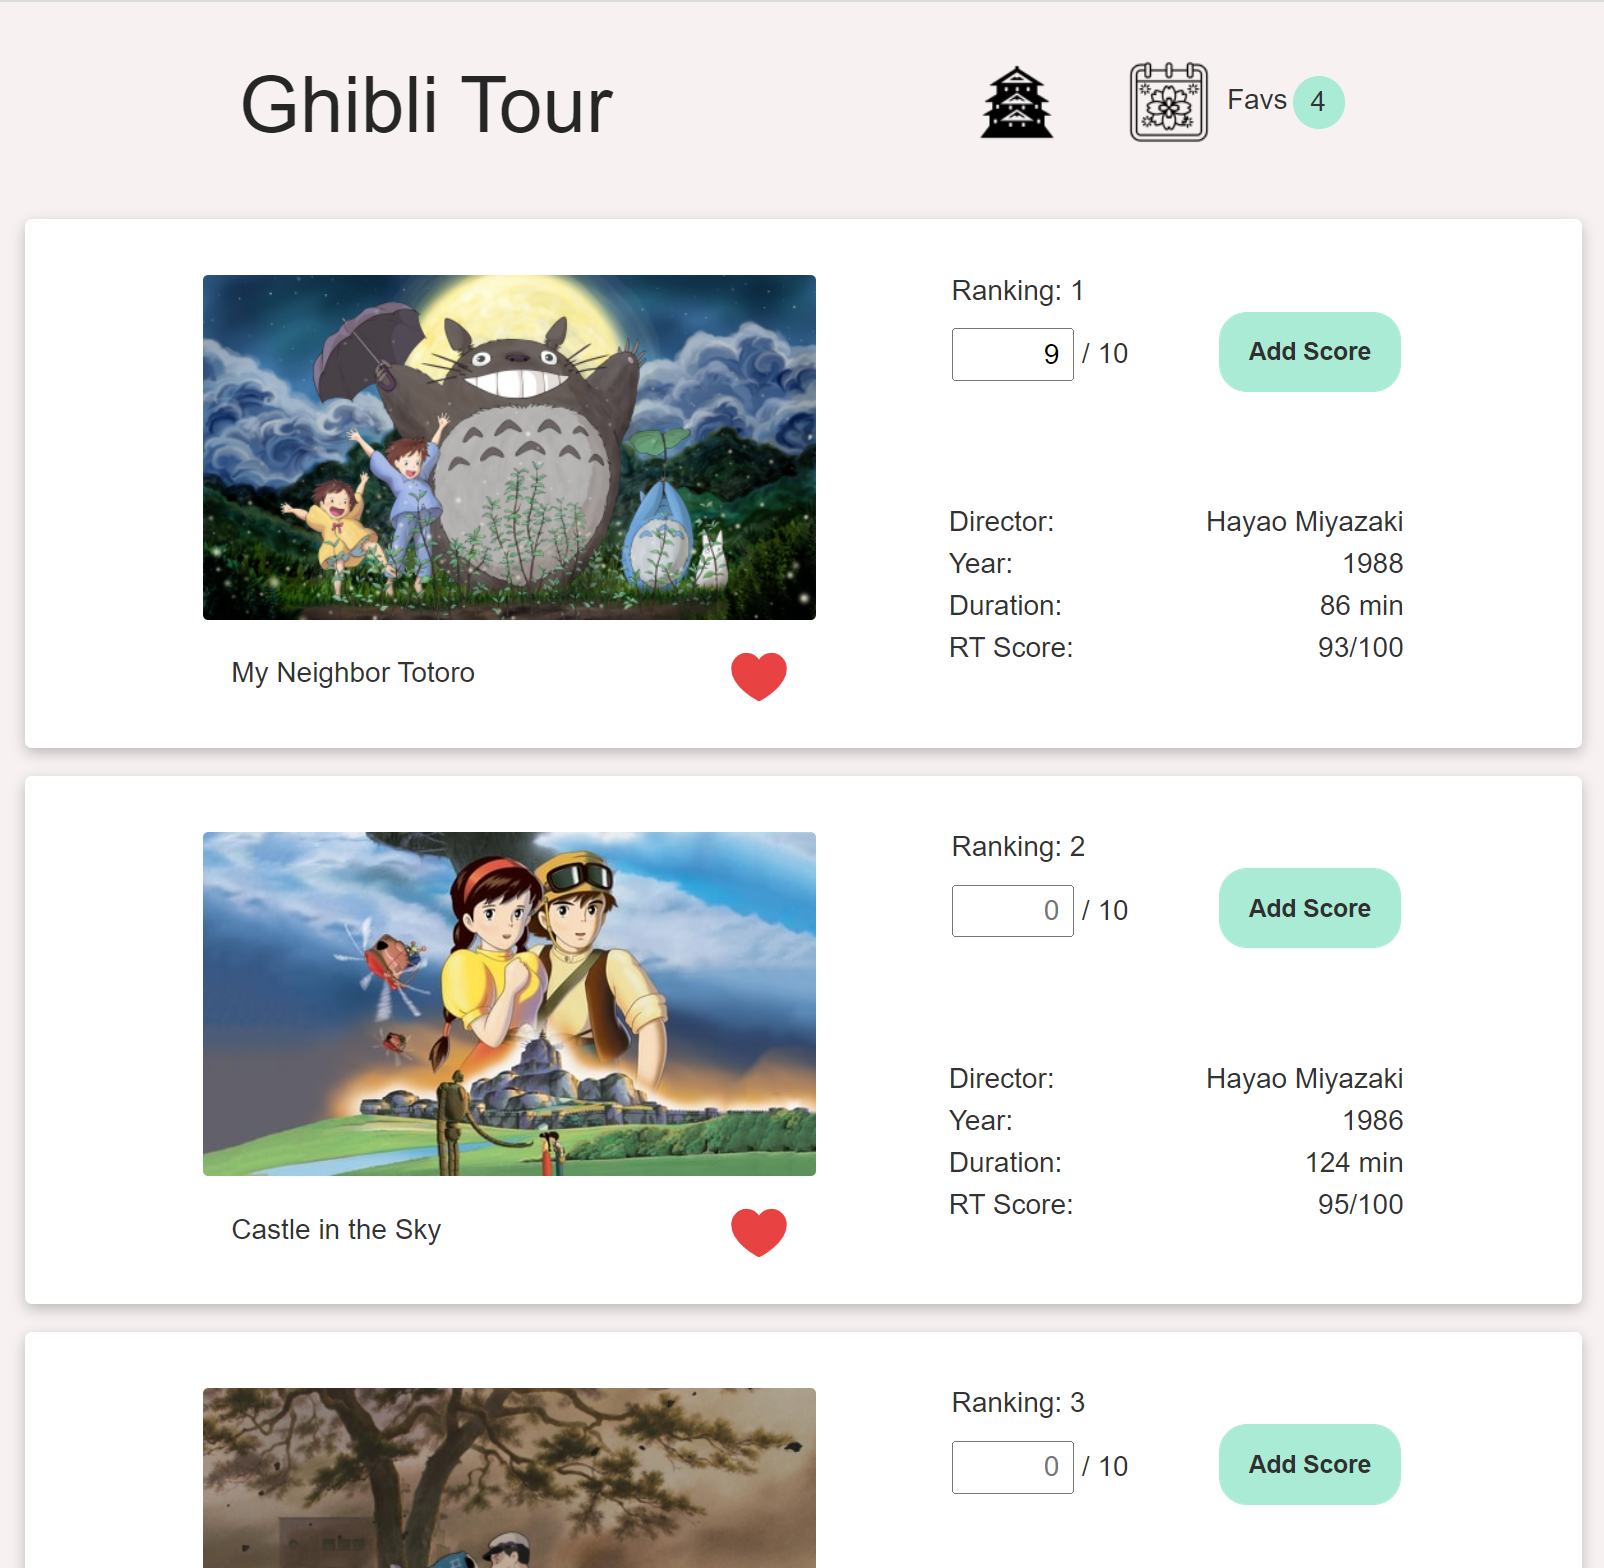 Ghibli Tour
Favs 4
Ranking: 1
9 / 10
Add Score
Director: Hayao Miyazaki
Year: 1988
Duration: 86 min
RT Score: 93/100
My Neighbor Totoro
Ranking: 2
0 / 10
Add Score
Director: Hayao Miyazaki
Year: 1986
Duration: 124 min
RT Score: 95/100
Castle in the Sky
Ranking: 3
0 / 10
Add Score